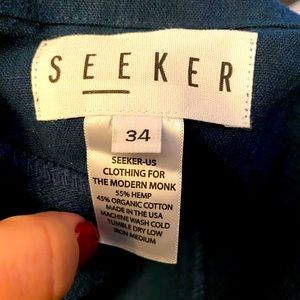 SEEKER
34
SEEKER-US
CLOTHING FOR
THE MODERN MONK
55% HEMP
45% ORGANIC COTTON
MADE IN THE USA
MACHINE WASH COLD
TUMBLE DRY LOW
IRON MEDIUM